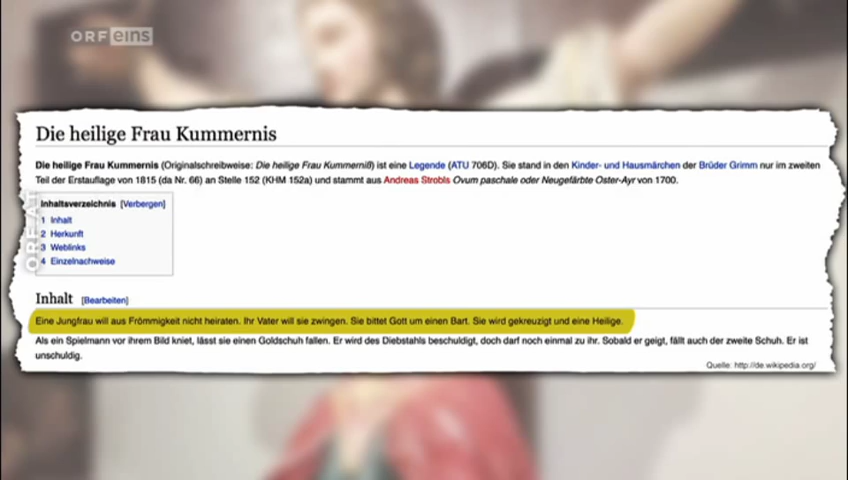 ORF eins
Die heilige Frau Kummernis
Die heilige Frau Kummernis (Originalschreibweise: Die heilige Frau Kummerniß) ist eine Legende (ATU 706D). Sie stand in den Kinder- und Hausmärchen der Brüder Grimm nur im zweiten
Teil der Erstauflage von 1815 (da Nr. 66) an Stelle 152 (KHM 152a) und stammt aus Andreas Strobls Ovum paschale oder Neugefärbte Oster-Ayr von 1700.
Inhaltsverzeichnis [Verbergen]
1 Inhalt
2 Herkunft
3 Weblinks
4 Einzelnachweise
ORF.AT
Inhalt [Bearbeiten]
Eine Jungfrau will aus Frömmigkeit nicht heiraten. Ihr Vater will sie zwingen. Sie bittet Gott um einen Bart. Sie wird gekreuzigt und eine Heilige.
Als ein Spielmann vor ihrem Bild kniet, lässt sie einen Goldschuh fallen. Er wird des Diebstahls beschuldigt, doch darf noch einmal zu ihr. Sobald er geigt, fällt auch der zweite Schuh. Er ist
unschuldig.
Quelle: http://de.wikipedia.org/